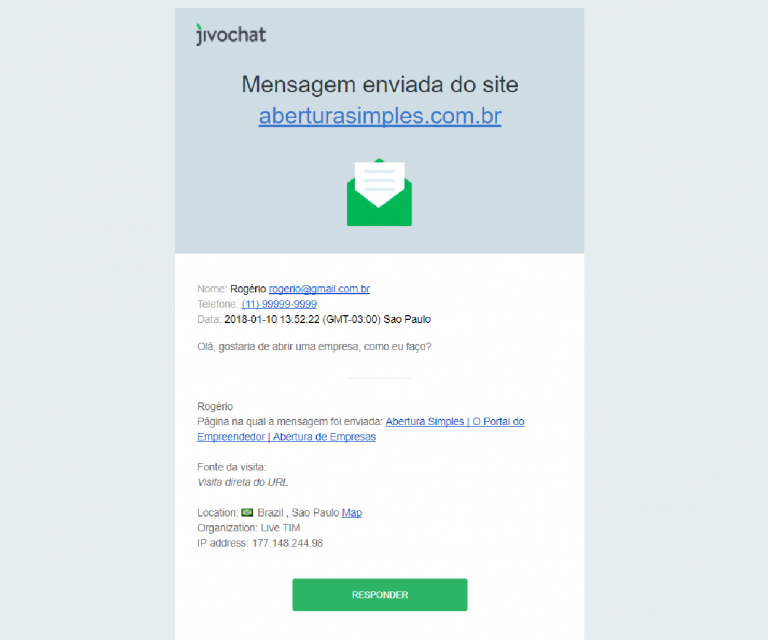 jivochat
Mensagem enviada do site
aberturasimples.com.br
Nome: Rogério rogerio@gmail.com.br
Telefone: (11) 99999-9999
Data: 2018-01-10 13:52:22 (GMT-03:00) Sao Paulo
Olá, gostaria de abrir uma empresa, como eu faço?
Rogério
Página na qual a mensagem foi enviada: Abertura Simples | O Portal do
Empreendedor | Abertura de Empresas
Fonte da visita:
Visita direta do URL
Location: Brazil , Sao Paulo Map
Organization: Live TIM
IP address: 177.148.244.98
RESPONDER